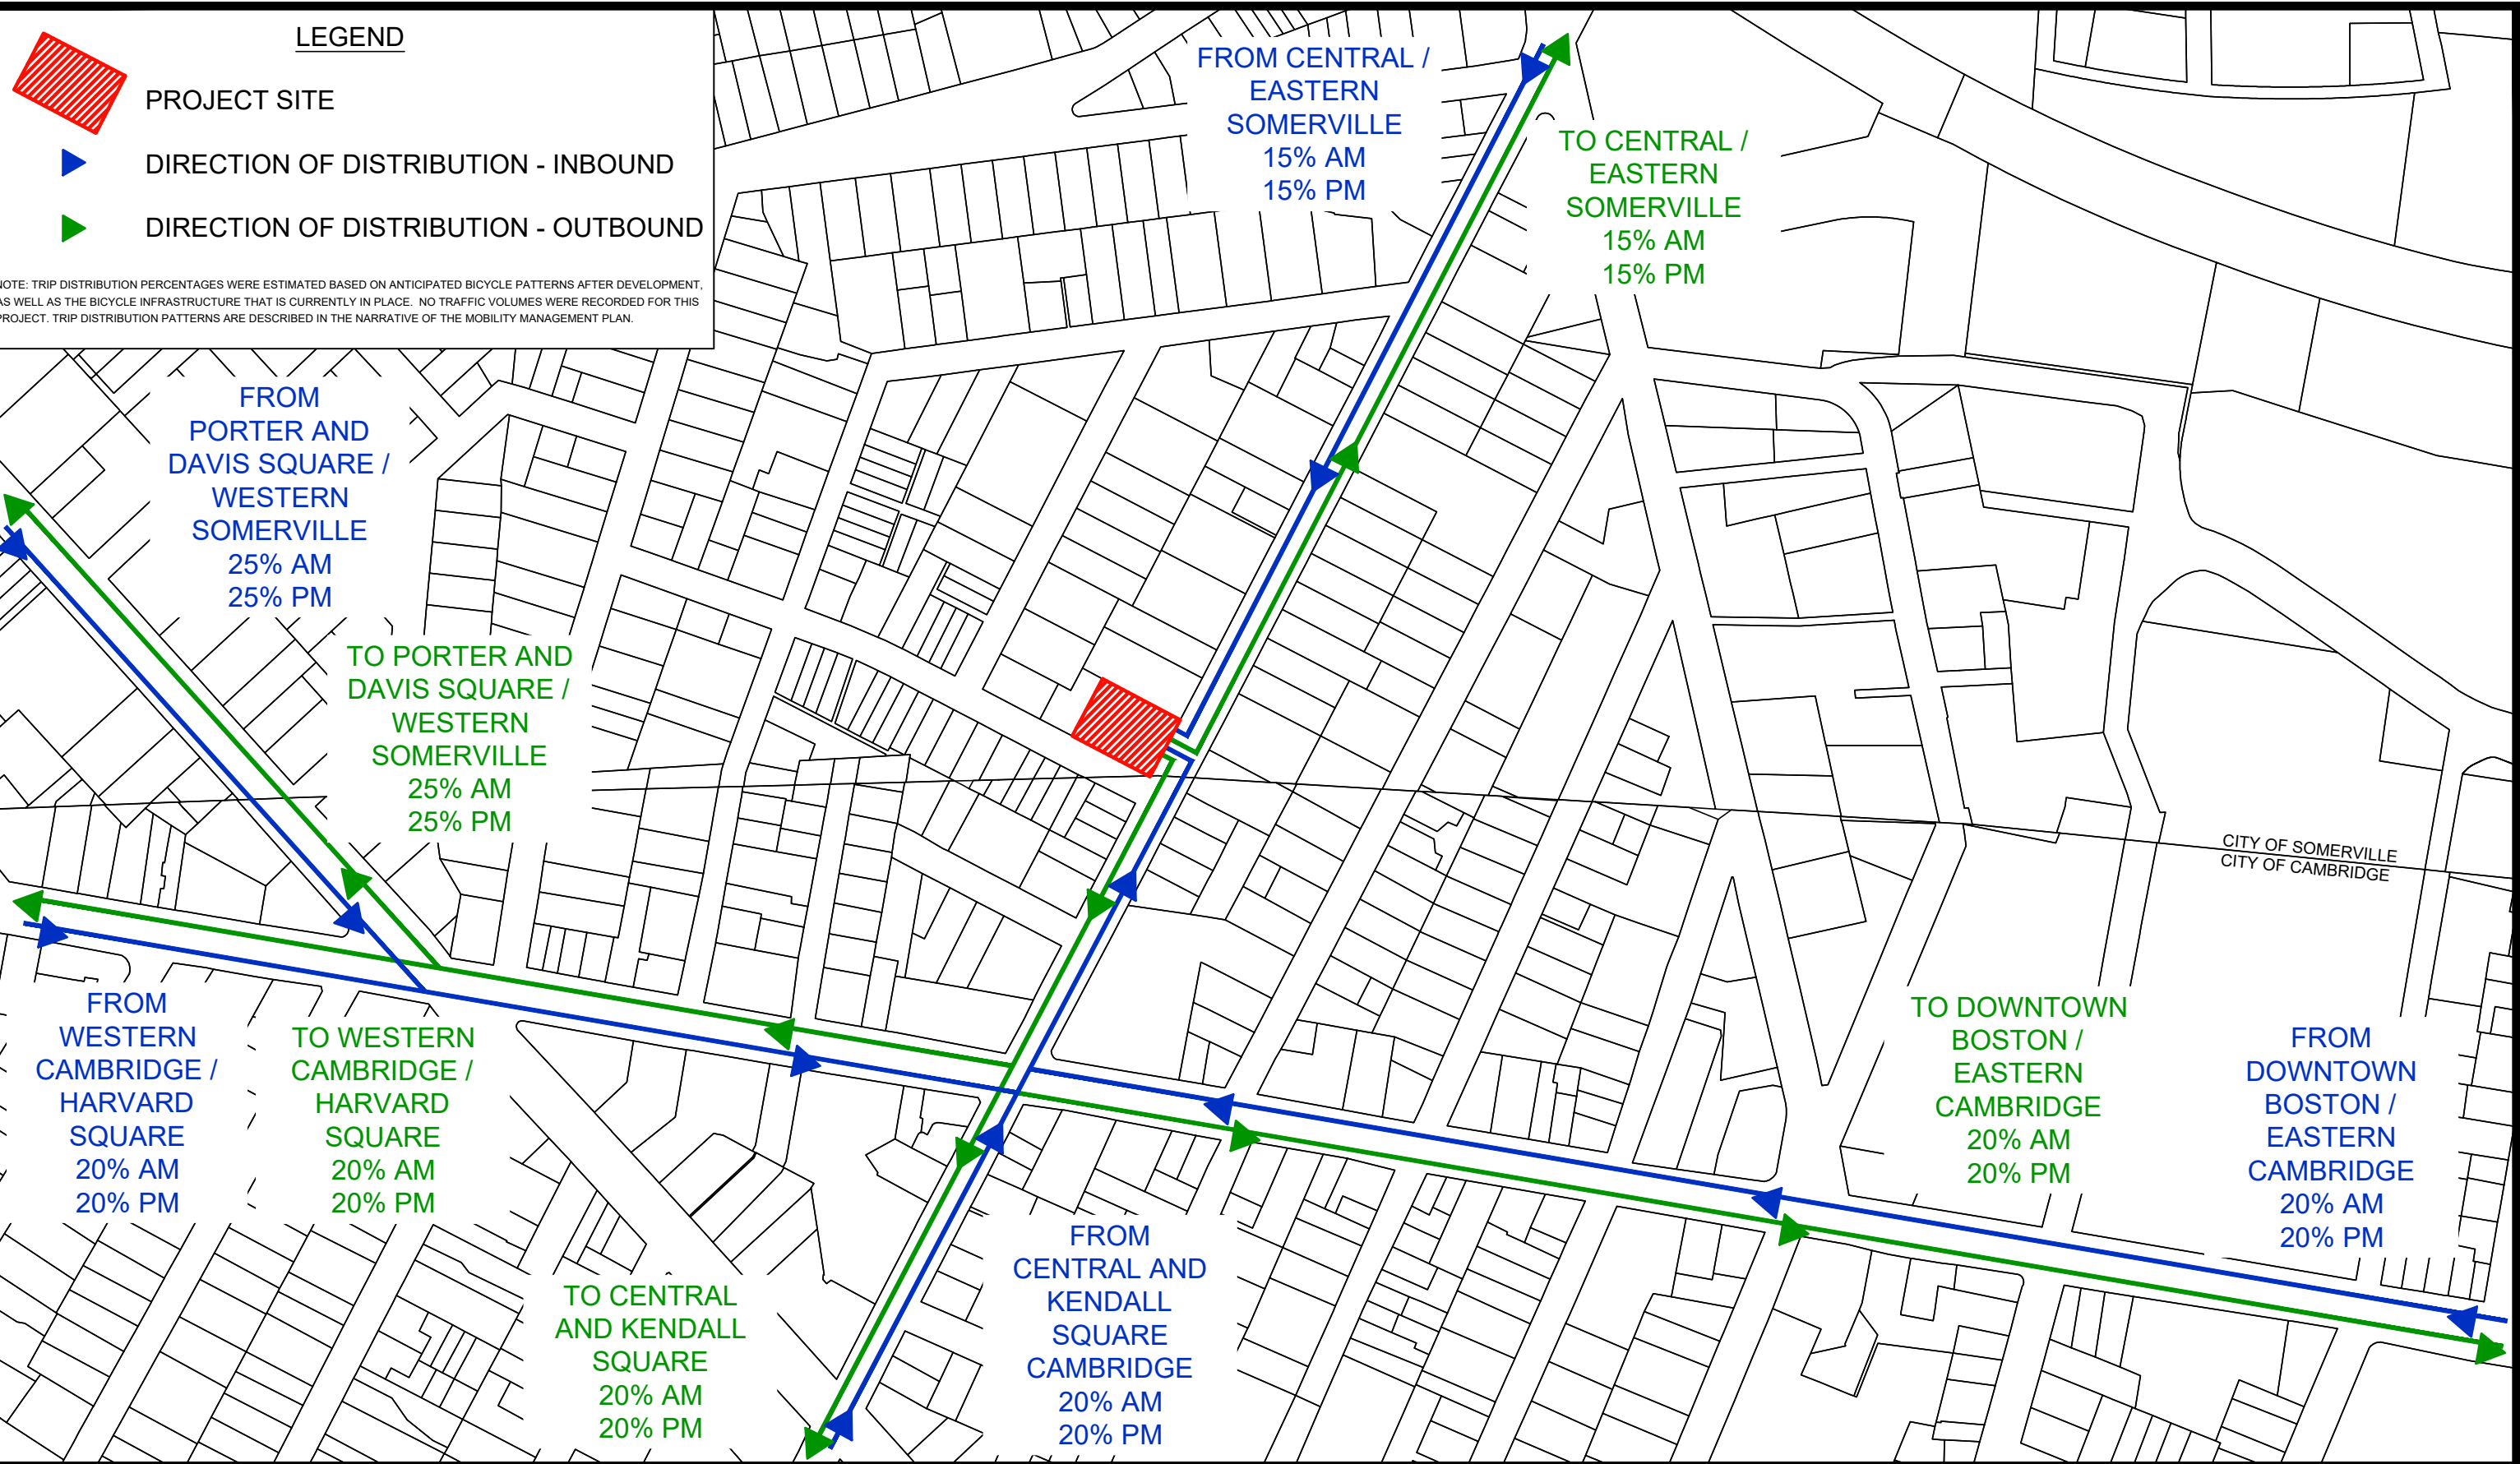 LEGEND
PROJECT SITE
DIRECTION OF DISTRIBUTION - INBOUND
DIRECTION OF DISTRIBUTION - OUTBOUND
NOTE: TRIP DISTRIBUTION PERCENTAGES WERE ESTIMATED BASED ON ANTICIPATED BICYCLE PATTERNS AFTER DEVELOPMENT,
AS WELL AS THE BICYCLE INFRASTRUCTURE THAT IS CURRENTLY IN PLACE. NO TRAFFIC VOLUMES WERE RECORDED FOR THIS
PROJECT. TRIP DISTRIBUTION PATTERNS ARE DESCRIBED IN THE NARRATIVE OF THE MOBILITY MANAGEMENT PLAN.
FROM CENTRAL /
EASTERN
SOMERVILLE
15% AM
15% PM
TO CENTRAL /
EASTERN
SOMERVILLE
15% AM
15% PM
FROM
PORTER AND
DAVIS SQUARE /
WESTERN
SOMERVILLE
25% AM
25% PM
TO PORTER AND
DAVIS SQUARE /
WESTERN
SOMERVILLE
25% AM
25% PM
CITY OF SOMERVILLE
CITY OF CAMBRIDGE
FROM
WESTERN
CAMBRIDGE /
HARVARD
SQUARE
20% AM
20% PM
TO WESTERN
CAMBRIDGE /
HARVARD
SQUARE
20% AM
20% PM
TO DOWNTOWN
BOSTON /
EASTERN
CAMBRIDGE
20% AM
20% PM
FROM
DOWNTOWN
BOSTON /
EASTERN
CAMBRIDGE
20% AM
20% PM
TO CENTRAL
AND KENDALL
SQUARE
20% AM
20% PM
FROM
CENTRAL AND
KENDALL
SQUARE
CAMBRIDGE
20% AM
20% PM